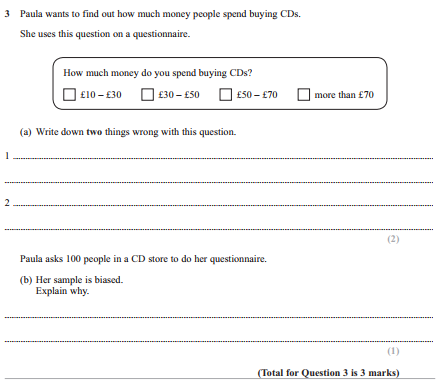 3 Paula wants to find out how much money people spend buying CDs.
She uses this question on a questionnaire.
How much money do you spend buying CDs?
£10 – £30 £30 – £50 £50 – £70 more than £70
(a) Write down two things wrong with this question.
1
2
(2)
Paula asks 100 people in a CD store to do her questionnaire.
(b) Her sample is biased.
Explain why.
(1)
(Total for Question 3 is 3 marks)